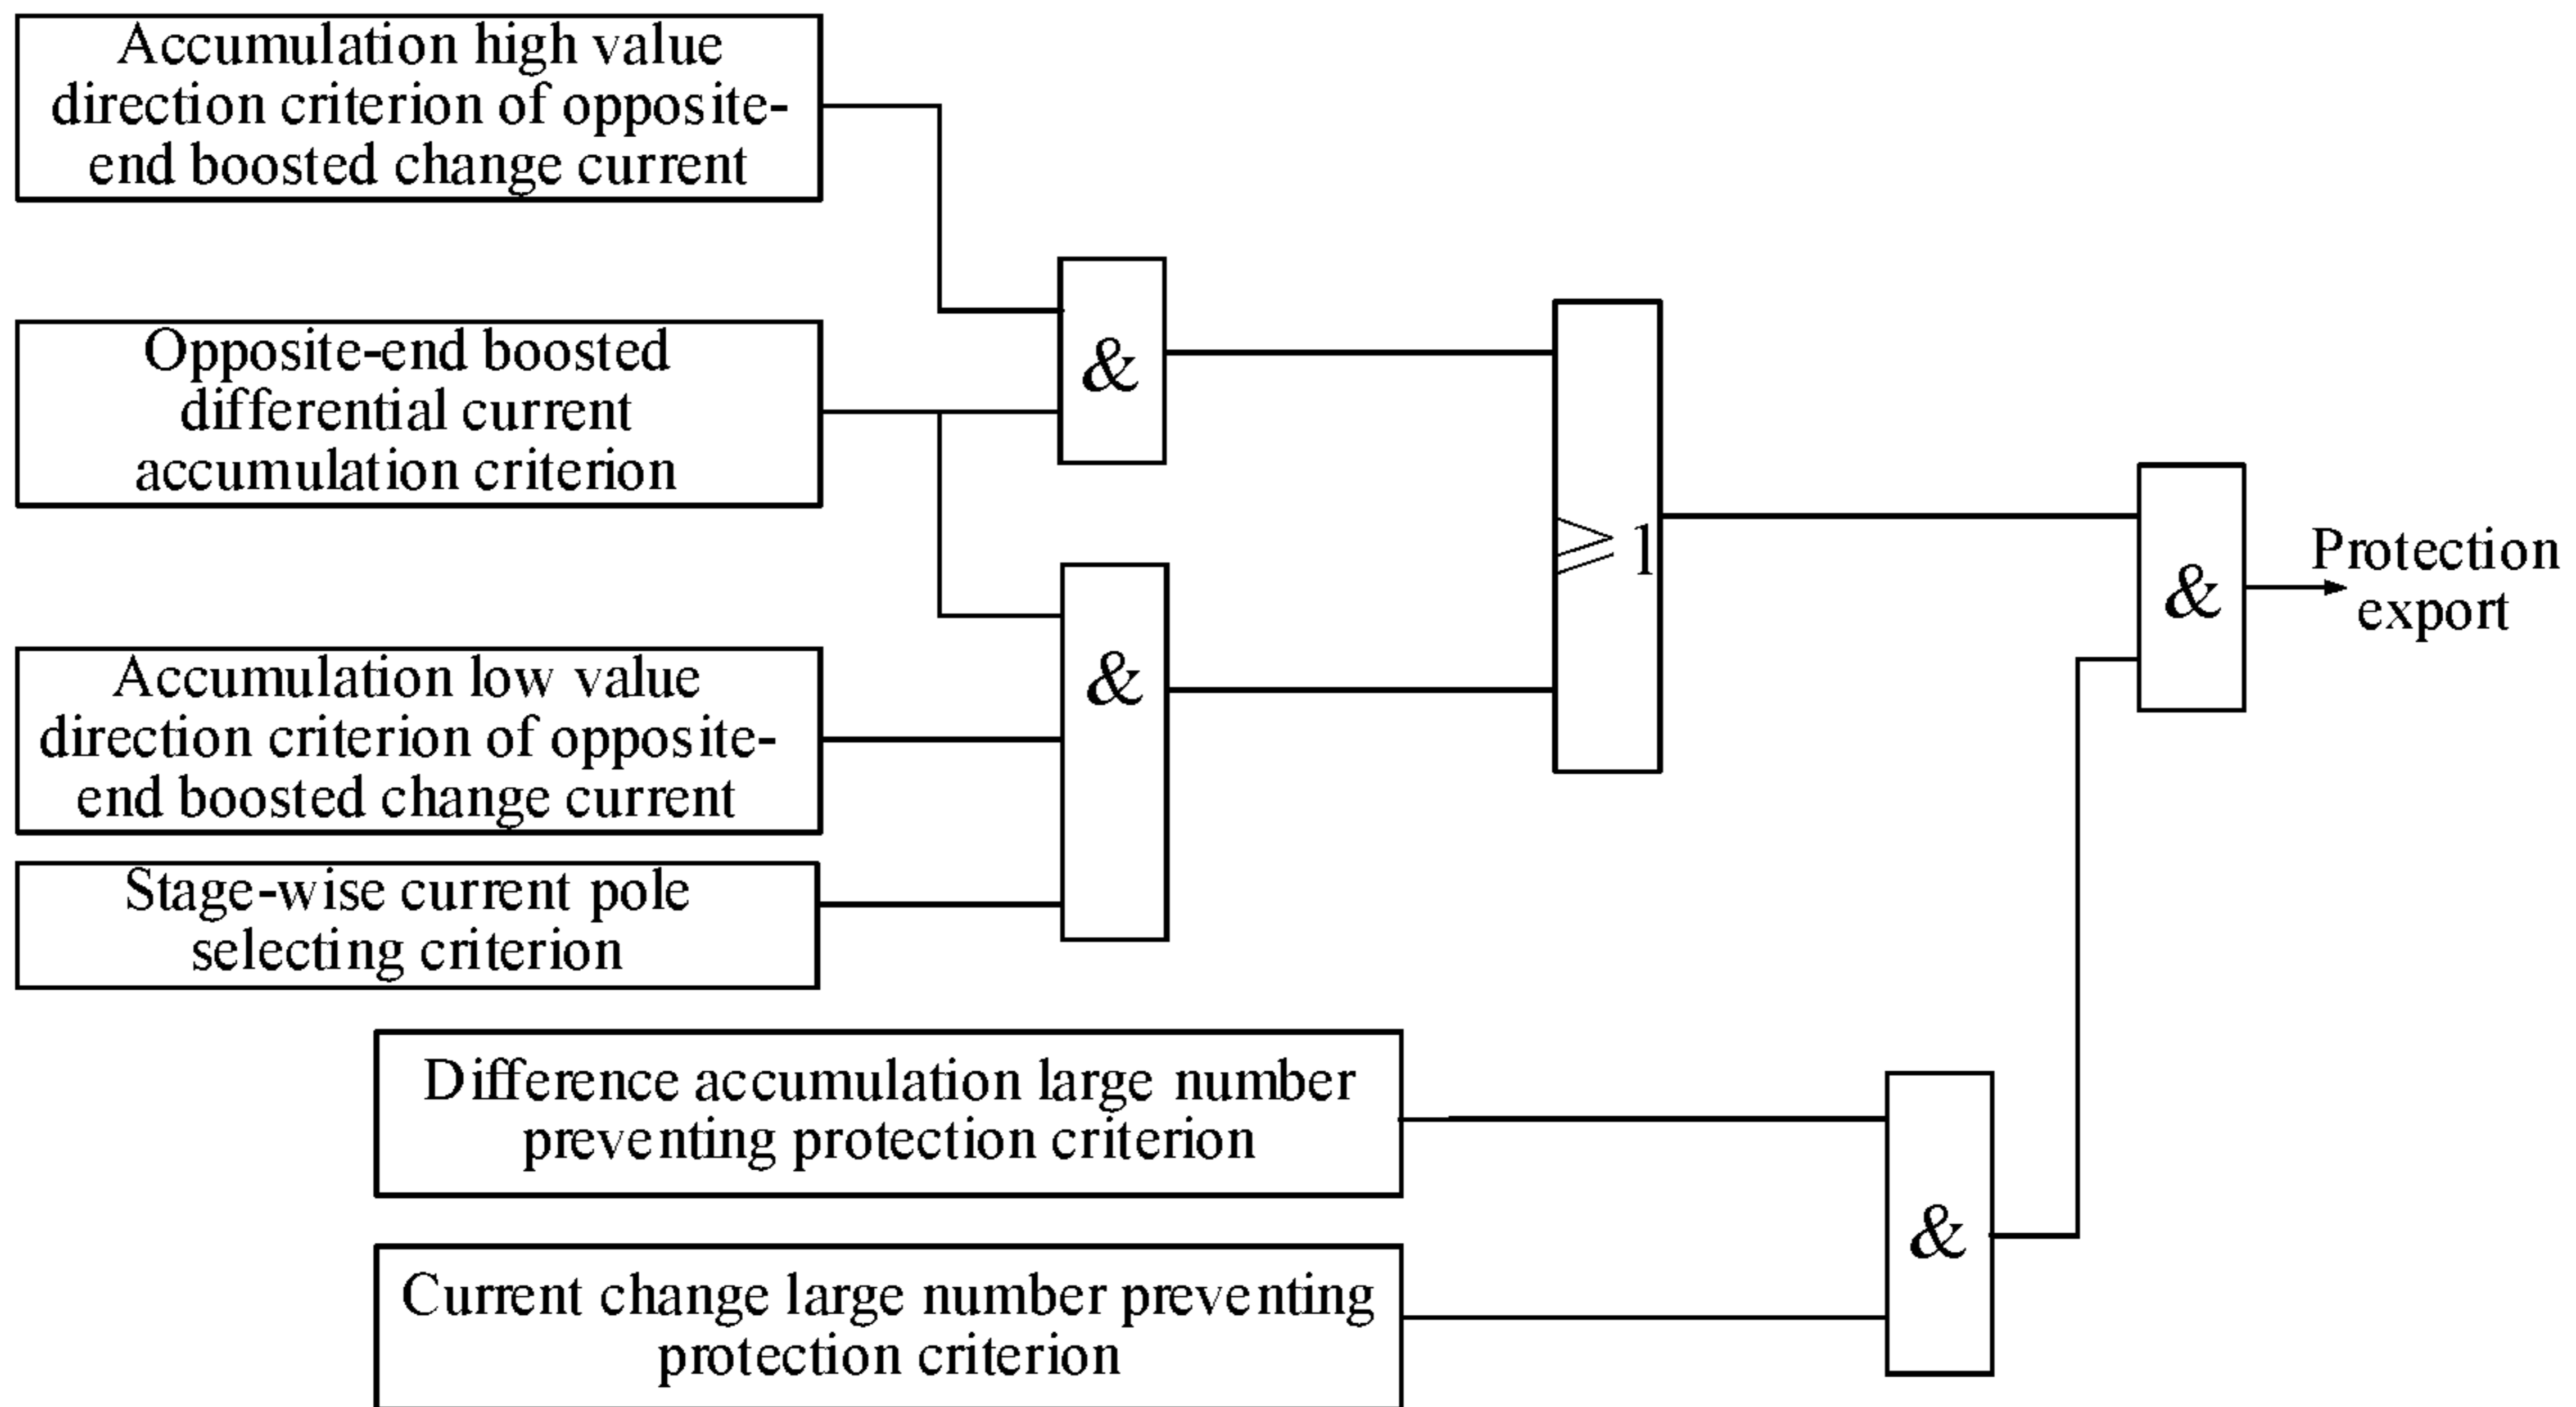 Accumulation high value
direction criterion of opposite-
end boosted change current
Opposite-end boosted
differential current
accumulation criterion
&
≥ 1
&
Protection
export
Accumulation low value
direction criterion of opposite-
end boosted change current
&
Stage-wise current pole
selecting criterion
Difference accumulation large number
preventing protection criterion
&
Current change large number preventing
protection criterion